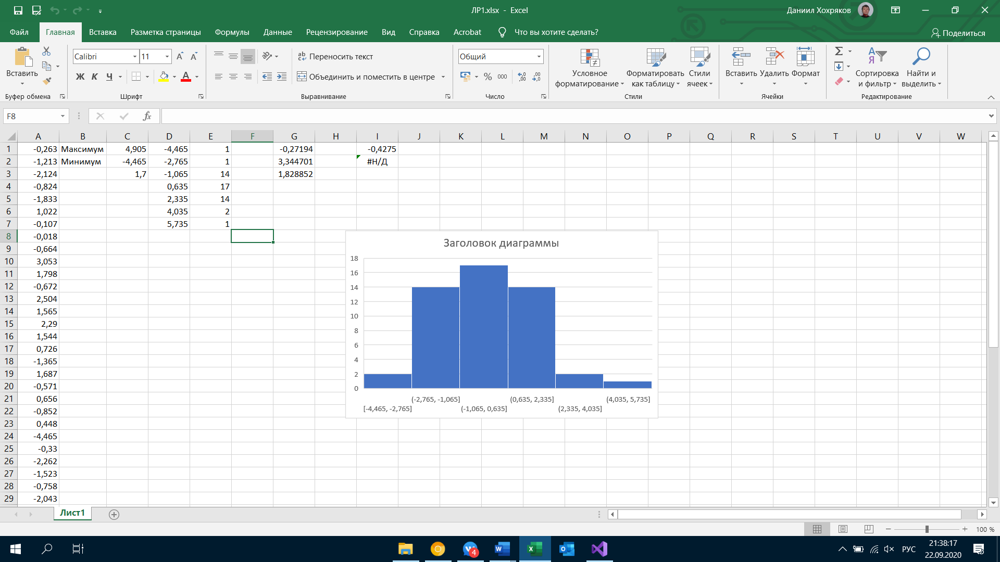 ЛР1.xlsx - Excel
Даниил Хохряков
Файл Главная Вставка Разметка страницы Формулы Данные Рецензирование Вид Справка Acrobat Что вы хотите сделать? Поделиться
Вставить
Calibri 11
Ж К Ч
Переносить текст
Объединить и поместить в центре
Общий
% 000
Условное форматирование
Форматировать как таблицу
Стили ячеек
Вставить Удалить Формат
Сортировка и фильтр
Найти и выделить
Буфер обмена Шрифт Выравнивание Число Стили Ячейки Редактирование
F8 fx
A B C D E F G H I J K L M N O P Q R S T U V W
1 -0,263 Максимум 4,905 -4,465 1 -0,27194 -0,4275
2 -1,213 Минимум -4,465 -2,765 1 3,344701 #Н/Д
3 -2,124 1,7 -1,065 14 1,828852
4 -0,824 0,635 17
5 -1,833 2,335 14
6 1,022 4,035 2
7 -0,107 5,735 1
8 -0,018
9 -0,664
10 3,053
11 1,798
12 -0,672
13 2,504
14 1,565
15 2,29
16 1,544
17 0,726
18 -1,365
19 1,687
20 -0,571
21 0,656
22 -0,852
23 0,448
24 -4,465
25 -0,33
26 -2,262
27 -1,523
28 -0,758
29 -2,043
Заголовок диаграммы
18
16
14
12
10
8
6
4
2
0
(-2,765, -1,065] (0,635, 2,335] (4,035, 5,735]
[-4,465, -2,765] (-1,065, 0,635] (2,335, 4,035]
Лист1
100 %
4
РУС
21:38:17
22.09.2020